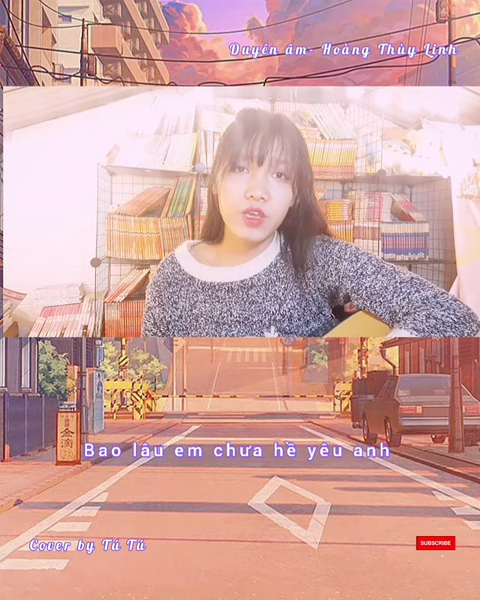 Duyên âm- Hoàng Thùy Linh
Bao lâu em chưa hề yêu anh
Cover by Tú Tú
SUBSCRIBE